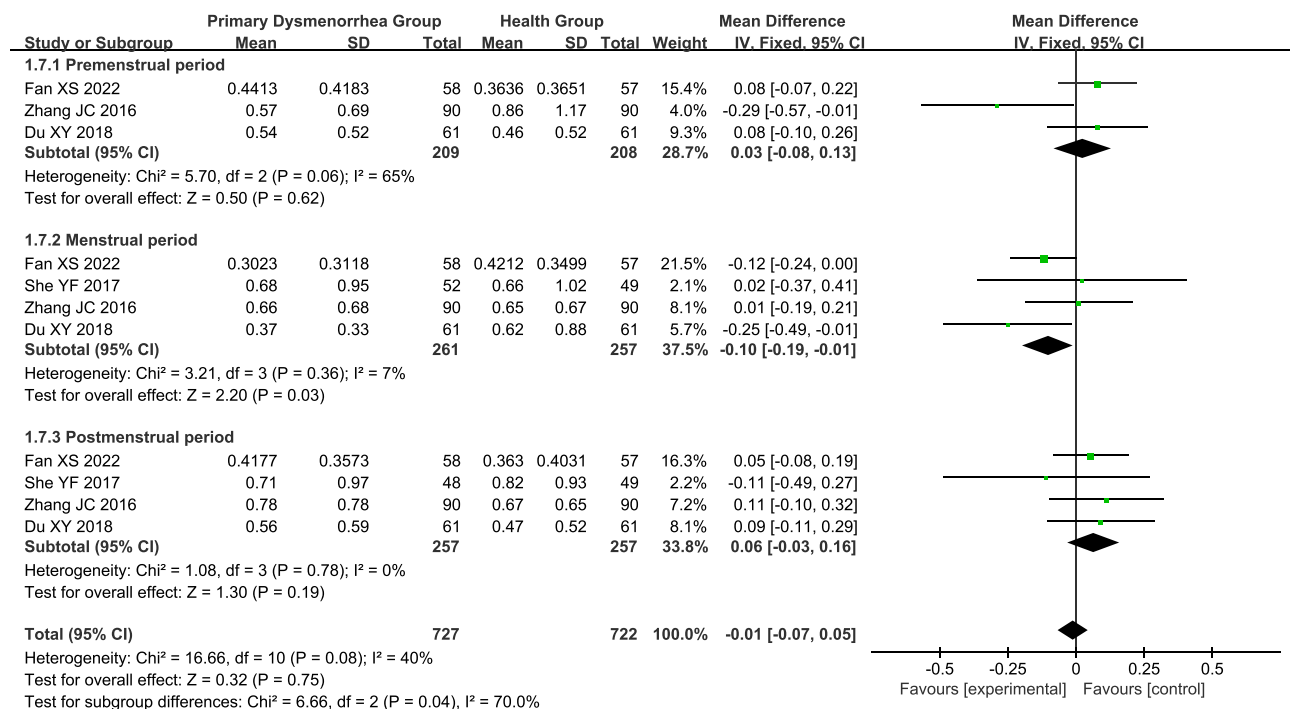 Primary Dysmenorrhea Group Health Group Mean Difference Mean Difference
Study or Subgroup Mean SD Total Mean SD Total Weight IV. Fixed. 95% CI IV. Fixed. 95% CI
1.7.1 Premenstrual period
Fan XS 2022 0.4413 0.4183 58 0.3636 0.3651 57 15.4% 0.08 [-0.07, 0.22]
Zhang JC 2016 0.57 0.69 90 0.86 1.17 90 4.0% -0.29 [-0.57, -0.01]
Du XY 2018 0.54 0.52 61 0.46 0.52 61 9.3% 0.08 [-0.10, 0.26]
Subtotal (95% CI) 209 208 28.7% 0.03 [-0.08, 0.13]
Heterogeneity: Chi² = 5.70, df = 2 (P = 0.06); I² = 65%
Test for overall effect: Z = 0.50 (P = 0.62)
1.7.2 Menstrual period
Fan XS 2022 0.3023 0.3118 58 0.4212 0.3499 57 21.5% -0.12 [-0.24, 0.00]
She YF 2017 0.68 0.95 52 0.66 1.02 49 2.1% 0.02 [-0.37, 0.41]
Zhang JC 2016 0.66 0.68 90 0.65 0.67 90 8.1% 0.01 [-0.19, 0.21]
Du XY 2018 0.37 0.33 61 0.62 0.88 61 5.7% -0.25 [-0.49, -0.01]
Subtotal (95% CI) 261 257 37.5% -0.10 [-0.19, -0.01]
Heterogeneity: Chi² = 3.21, df = 3 (P = 0.36); I² = 7%
Test for overall effect: Z = 2.20 (P = 0.03)
1.7.3 Postmenstrual period
Fan XS 2022 0.4177 0.3573 58 0.363 0.4031 57 16.3% 0.05 [-0.08, 0.19]
She YF 2017 0.71 0.97 48 0.82 0.93 49 2.2% -0.11 [-0.49, 0.27]
Zhang JC 2016 0.78 0.78 90 0.67 0.65 90 7.2% 0.11 [-0.10, 0.32]
Du XY 2018 0.56 0.59 61 0.47 0.52 61 8.1% 0.09 [-0.11, 0.29]
Subtotal (95% CI) 257 257 33.8% 0.06 [-0.03, 0.16]
Heterogeneity: Chi² = 1.08, df = 3 (P = 0.78); I² = 0%
Test for overall effect: Z = 1.30 (P = 0.19)
Total (95% CI) 727 722 100.0% -0.01 [-0.07, 0.05]
Heterogeneity: Chi² = 16.66, df = 10 (P = 0.08); I² = 40%
Test for overall effect: Z = 0.32 (P = 0.75)
Test for subgroup differences: Chi² = 6.66, df = 2 (P = 0.04), I² = 70.0%
-0.5 -0.25 0 0.25 0.5
Favours [experimental] Favours [control]